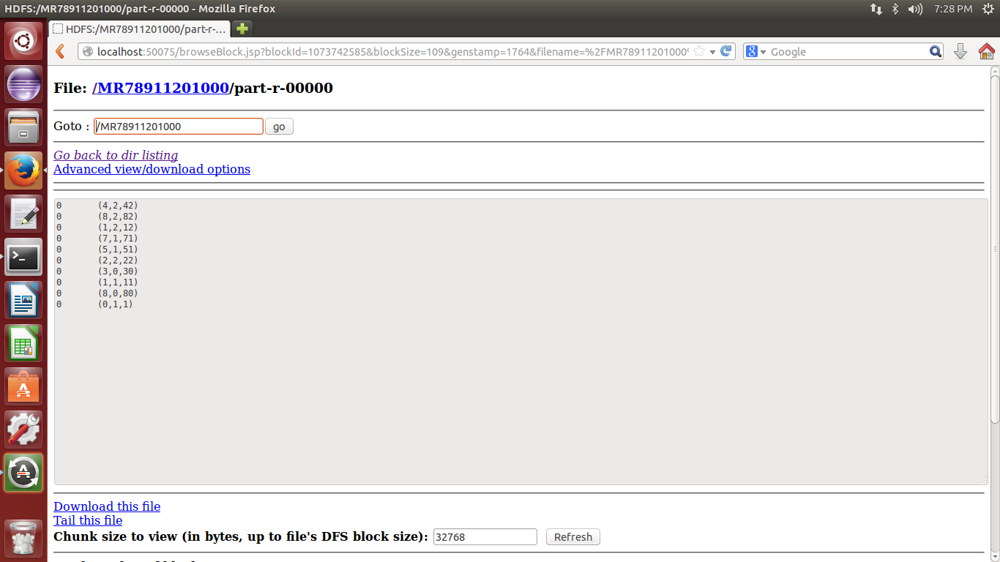 HDFS:/MR78911201000/part-r-00000 - Mozilla Firefox
7:28 PM
HDFS:/MR78911201000/part-r-...
localhost:50075/browseBlock.jsp?blockId=1073742585&blockSize=109&genstamp=1764&filename=%2FMR78911201000
Google
File: /MR78911201000/part-r-00000
Goto : /MR78911201000 go
Go back to dir listing
Advanced view/download options
0 (4,2,42)
0 (8,2,82)
0 (1,2,12)
0 (7,1,71)
0 (5,1,51)
0 (2,2,22)
0 (3,0,30)
0 (1,1,11)
0 (8,0,80)
0 (0,1,1)
Download this file
Tail this file
Chunk size to view (in bytes, up to file's DFS block size): 32768 Refresh